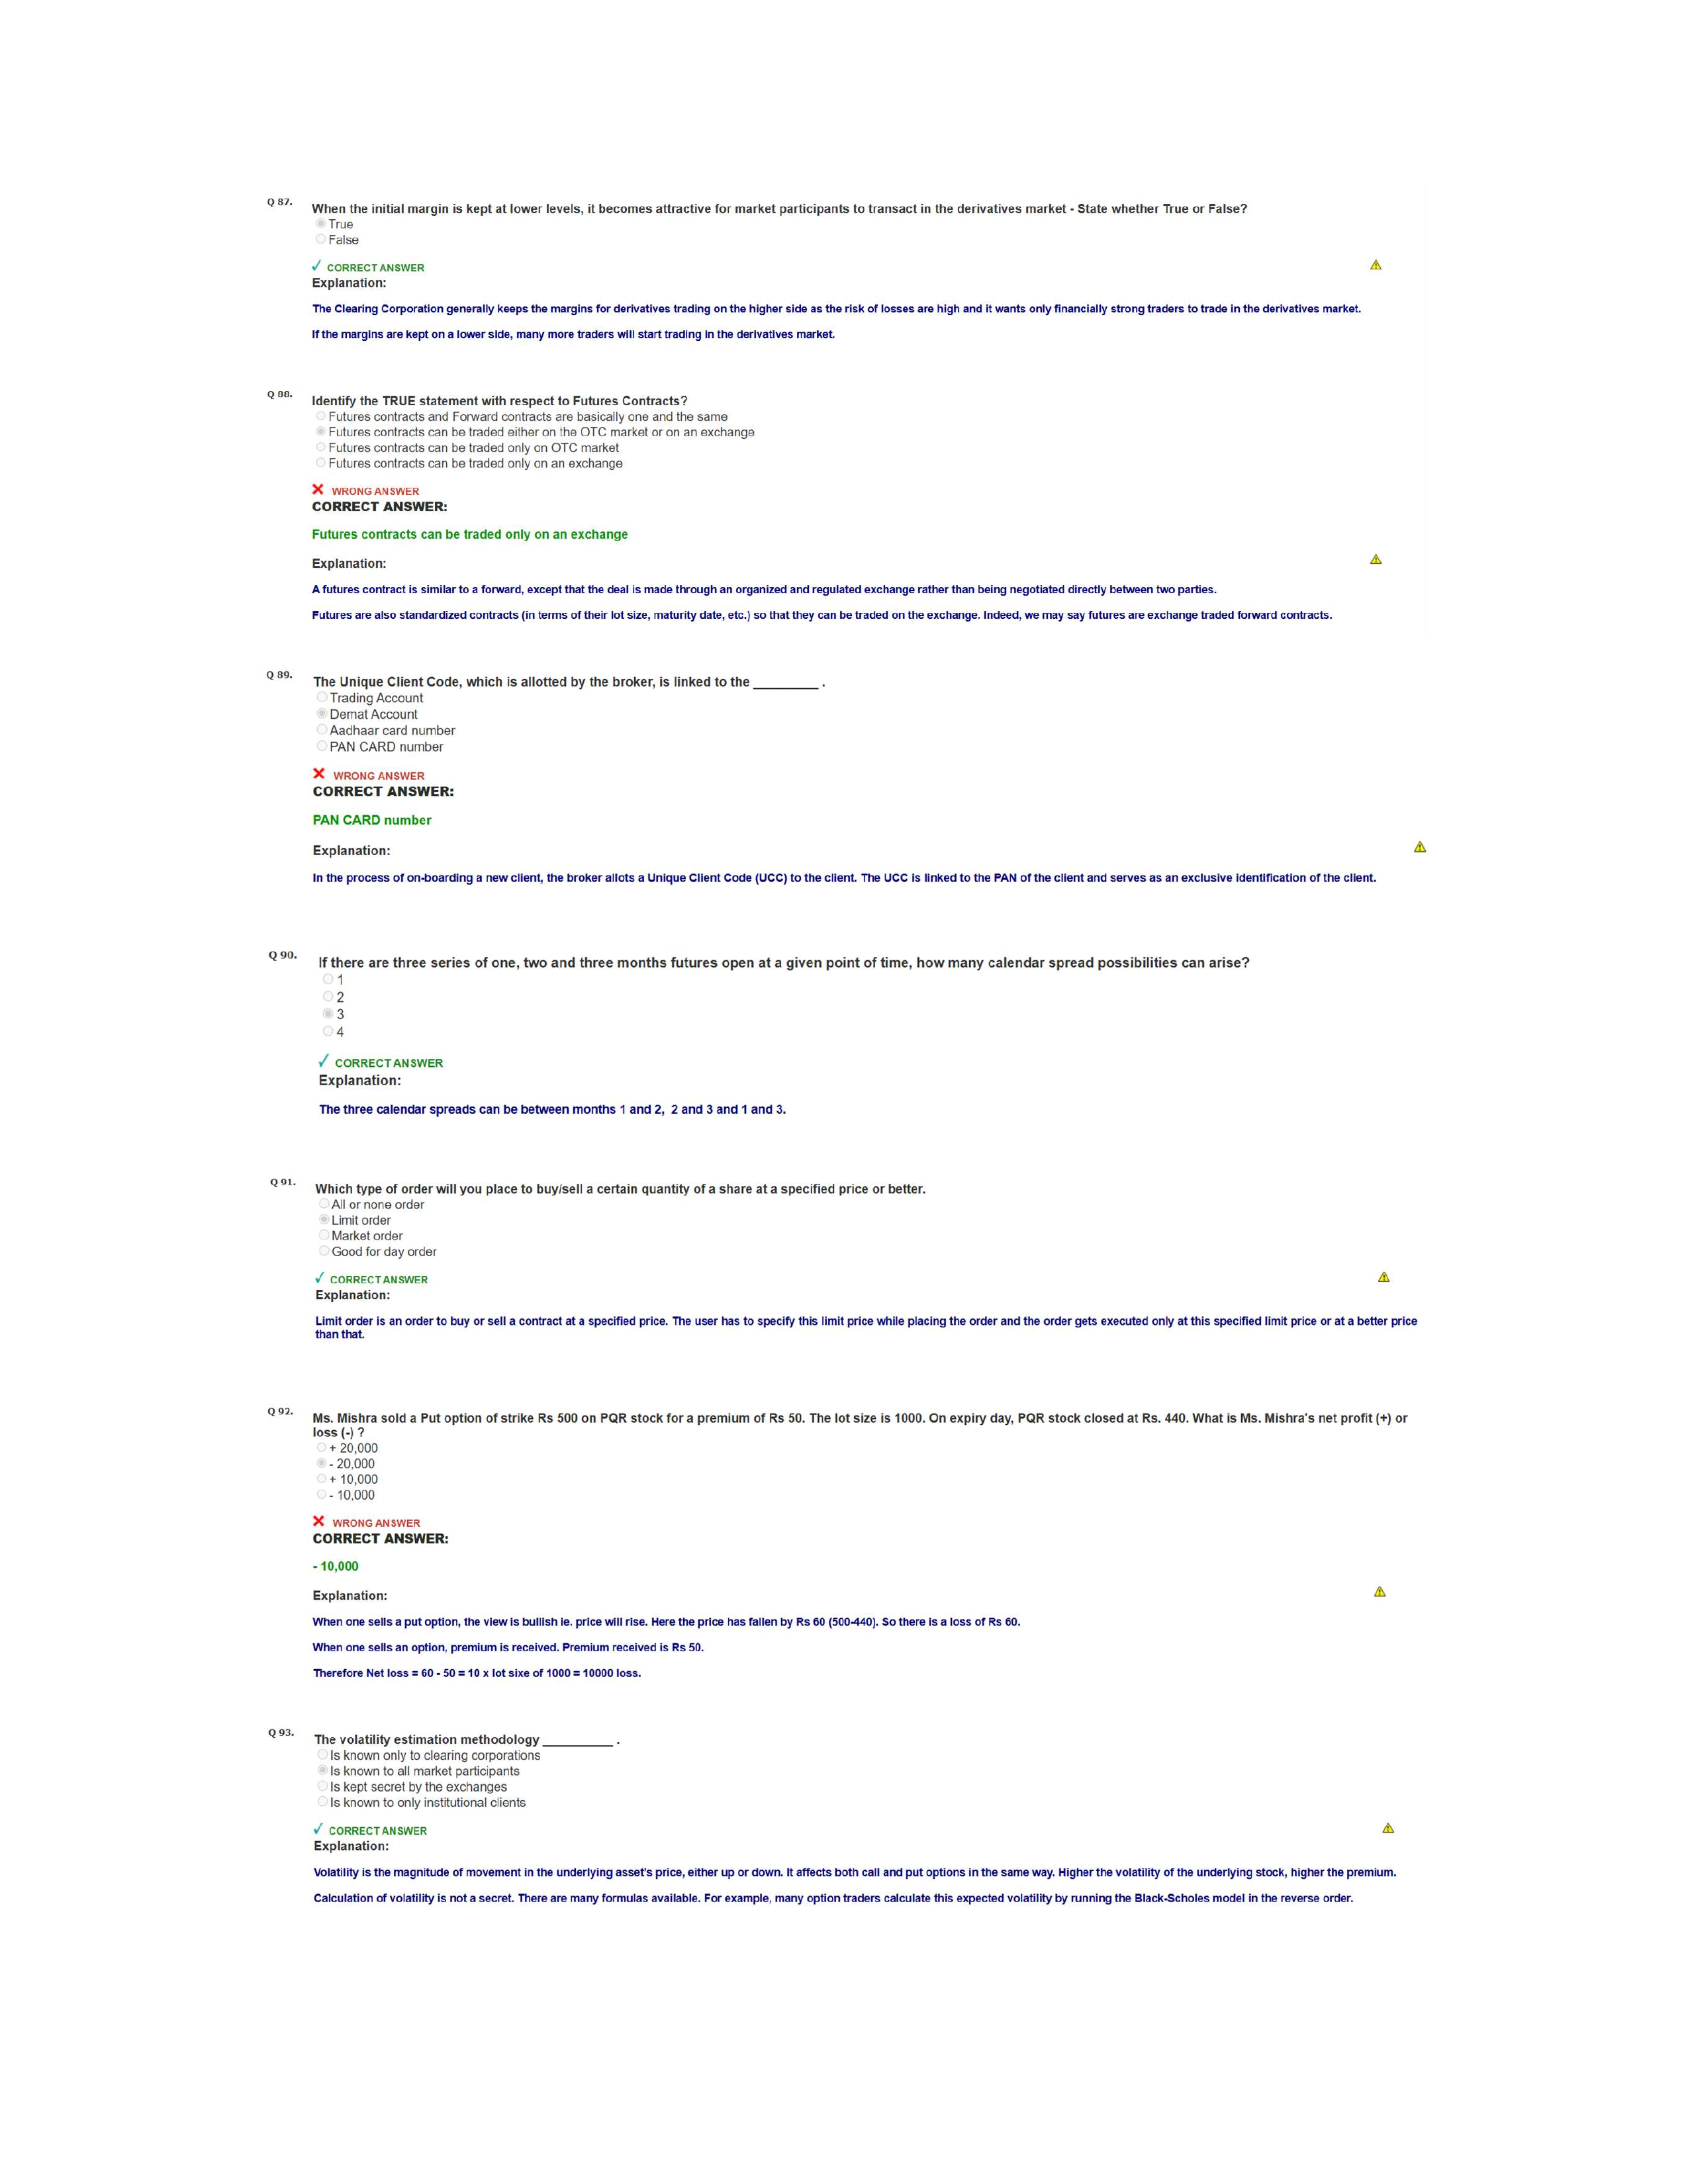 Q 87.
When the initial margin is kept at lower levels, it becomes attractive for market participants to transact in the derivatives market - State whether True or False?
True
False
CORRECT ANSWER
Explanation:
The Clearing Corporation generally keeps the margins for derivatives trading on the higher side as the risk of losses are high and it wants only financially strong traders to trade in the derivatives market.
If the margins are kept on a lower side, many more traders will start trading in the derivatives market.
Q 88.
Identify the TRUE statement with respect to Futures Contracts?
Futures contracts and Forward contracts are basically one and the same
Futures contracts can be traded either on the OTC market or on an exchange
Futures contracts can be traded only on OTC market
Futures contracts can be traded only on an exchange
WRONG ANSWER
CORRECT ANSWER:
Futures contracts can be traded only on an exchange
Explanation:
A futures contract is similar to a forward, except that the deal is made through an organized and regulated exchange rather than being negotiated directly between two parties.
Futures are also standardized contracts (in terms of their lot size, maturity date, etc.) so that they can be traded on the exchange. Indeed, we may say futures are exchange traded forward contracts.
Q 89.
The Unique Client Code, which is allotted by the broker, is linked to the _________ .
Trading Account
Demat Account
Aadhaar card number
PAN CARD number
WRONG ANSWER
CORRECT ANSWER:
PAN CARD number
Explanation:
In the process of on-boarding a new client, the broker allots a Unique Client Code (UCC) to the client. The UCC is linked to the PAN of the client and serves as an exclusive identification of the client.
Q 90.
If there are three series of one, two and three months futures open at a given point of time, how many calendar spread possibilities can arise?
1
2
3
4
CORRECT ANSWER
Explanation:
The three calendar spreads can be between months 1 and 2, 2 and 3 and 1 and 3.
Q 91.
Which type of order will you place to buy/sell a certain quantity of a share at a specified price or better.
All or none order
Limit order
Market order
Good for day order
CORRECT ANSWER
Explanation:
Limit order is an order to buy or sell a contract at a specified price. The user has to specify this limit price while placing the order and the order gets executed only at this specified limit price or at a better price
than that.
Q 92.
Ms. Mishra sold a Put option of strike Rs 500 on PQR stock for a premium of Rs 50. The lot size is 1000. On expiry day, PQR stock closed at Rs. 440. What is Ms. Mishra's net profit (+) or
loss (-) ?
+ 20,000
- 20,000
+ 10,000
- 10,000
WRONG ANSWER
CORRECT ANSWER:
- 10,000
Explanation:
When one sells a put option, the view is bullish ie. price will rise. Here the price has fallen by Rs 60 (500-440). So there is a loss of Rs 60.
When one sells an option, premium is received. Premium received is Rs 50.
Therefore Net loss = 60 - 50 = 10 x lot sixe of 1000 = 10000 loss.
Q 93.
The volatility estimation methodology __________ .
Is known only to clearing corporations
Is known to all market participants
Is kept secret by the exchanges
Is known to only institutional clients
CORRECT ANSWER
Explanation:
Volatility is the magnitude of movement in the underlying asset's price, either up or down. It affects both call and put options in the same way. Higher the volatility of the underlying stock, higher the premium.
Calculation of volatility is not a secret. There are many formulas available. For example, many option traders calculate this expected volatility by running the Black-Scholes model in the reverse order.